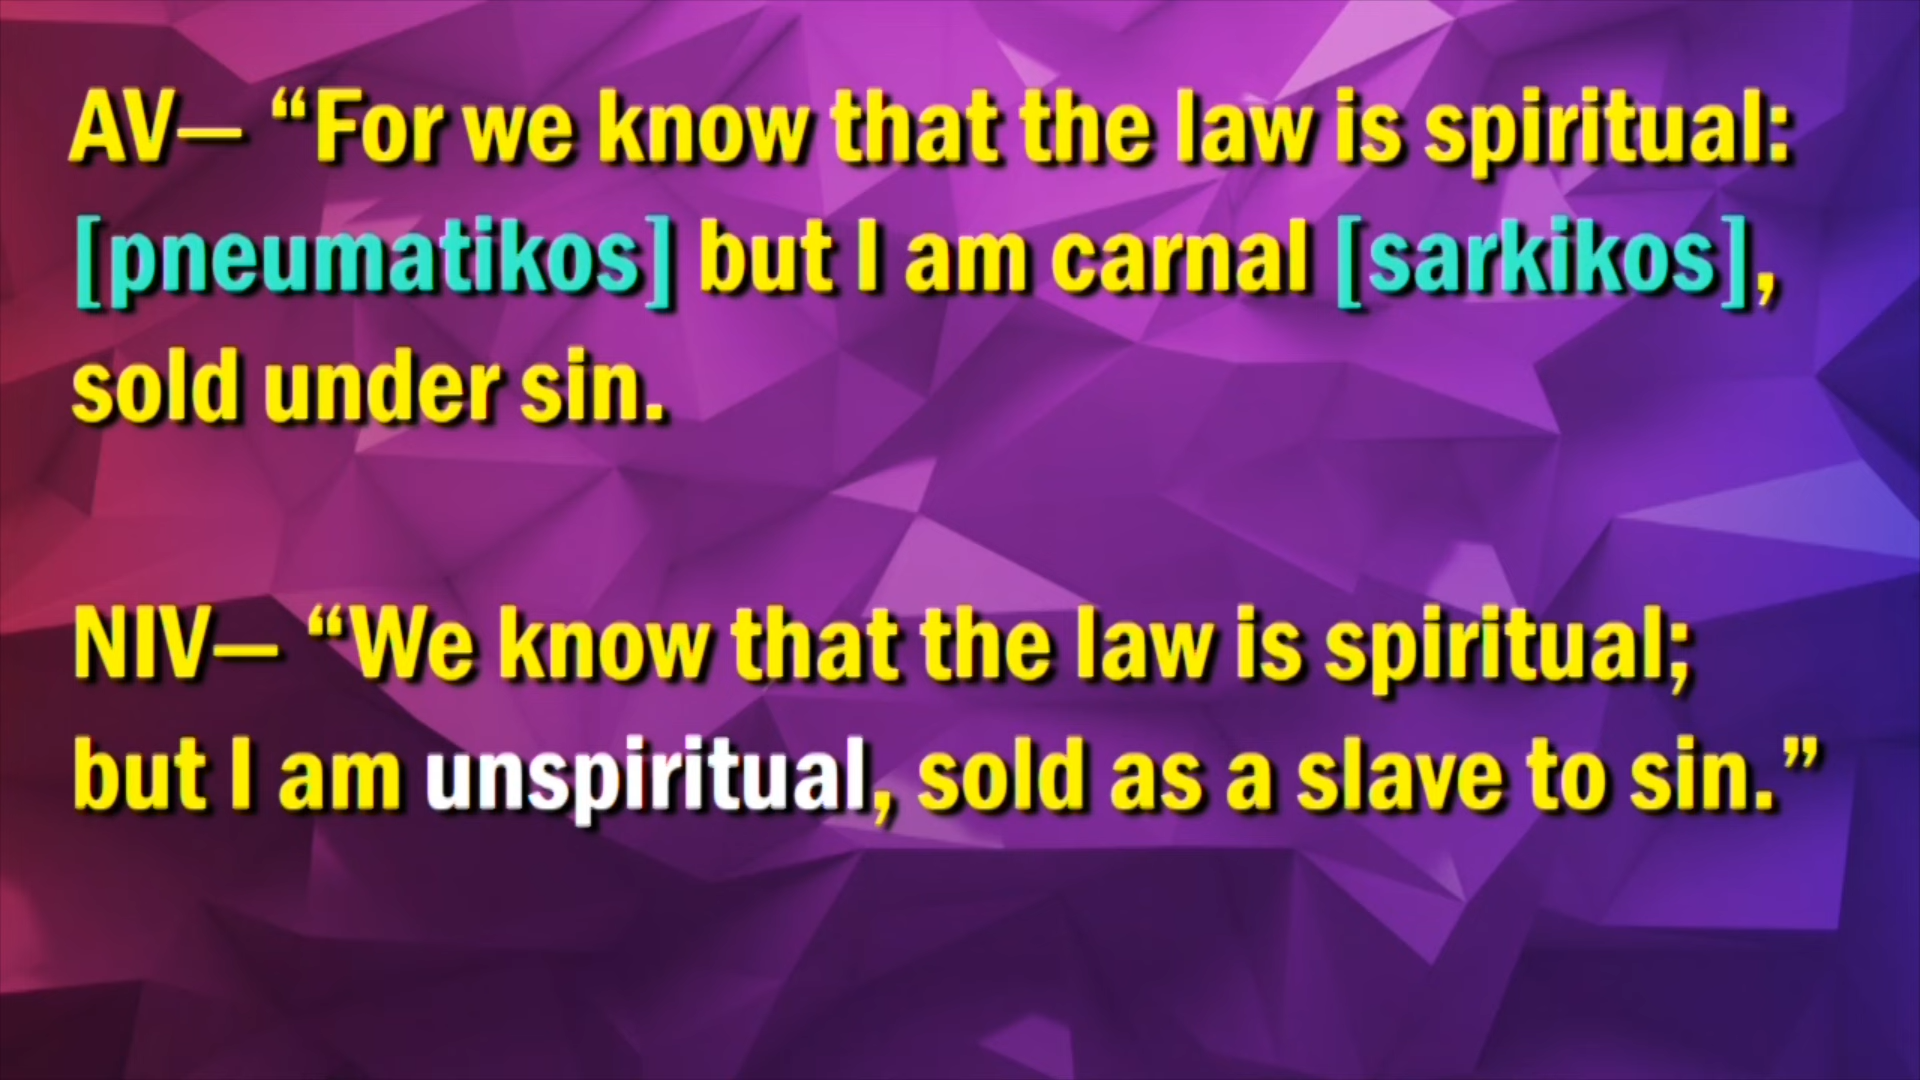 AV— “For we know that the law is spiritual:
[pneumatikos] but I am carnal [sarkikos],
sold under sin.
NIV— “We know that the law is spiritual;
but I am unspiritual, sold as a slave to sin.”